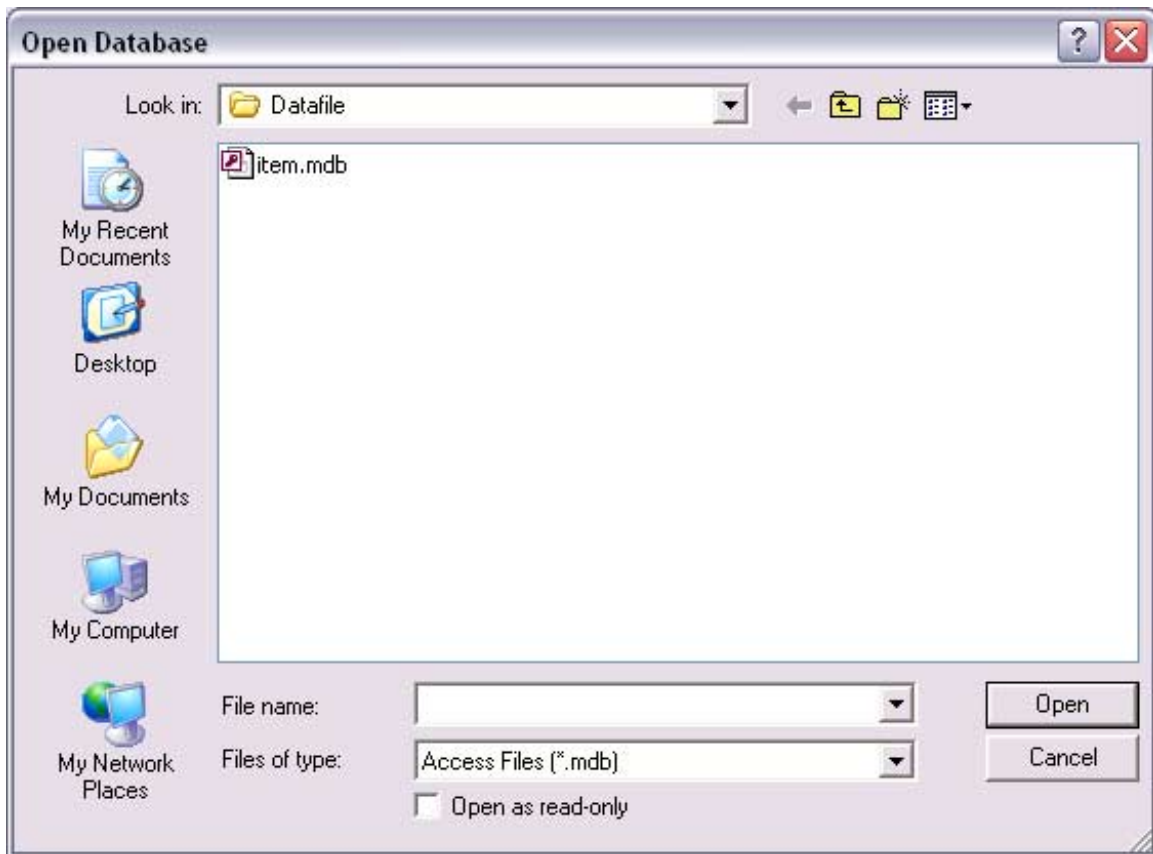 Open Database
Look in: Datafile
item.mdb
My Recent
Documents
Desktop
My Documents
My Computer
My Network
Places
File name:
Open
Files of type: Access Files (*.mdb)
Cancel
Open as read-only